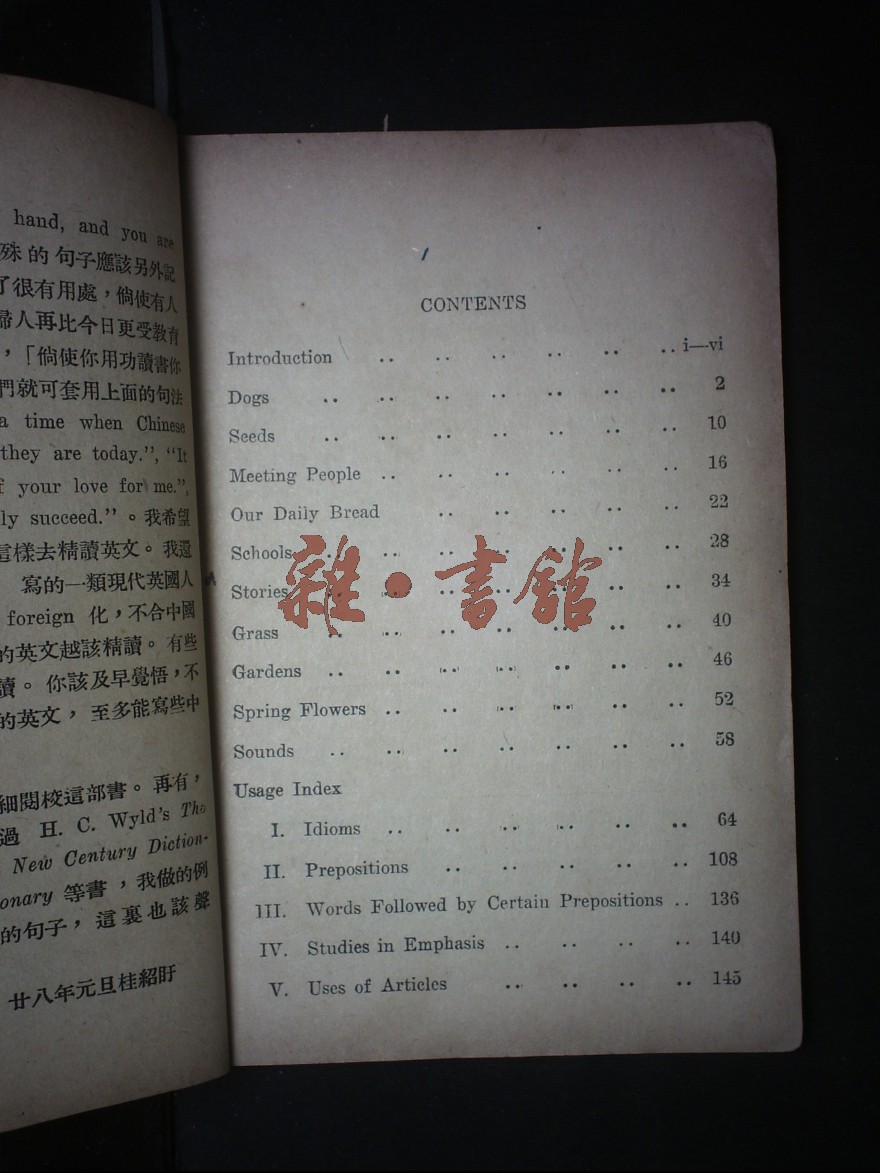 hand, and you are
殊的句子應該另外記
了很有用處，倘使有人
婦人再比今日更受教育
，「倘使你用功讀書你
們就可套用上面的句法
a time when Chinese
they are today.”, “It
f your love for me.”,
ly succeed.”。我希望
這樣去精讀英文。我還
寫的一類現代英國人
foreign 化，不合中國
的英文越該精讀。有些
讀。你該及早覺悟，不
的英文，至多能寫些中
細閱校這部書。再有，
過 H. C. Wyld's The
New Century Diction-
onary 等書，我做的例
的句子，這裏也該聲
廿八年元旦桂紹盱
CONTENTS
Introduction .. .. .. .. .. .. i—vi
Dogs .. .. .. .. .. .. .. 2
Seeds .. .. .. .. .. .. .. 10
Meeting People .. .. .. .. .. .. 16
Our Daily Bread .. .. .. .. .. 22
Schools .. .. .. .. .. .. .. 28
Stories .. .. .. .. .. .. .. 34
Grass .. .. .. .. .. .. .. 40
Gardens .. .. .. .. .. .. .. 46
Spring Flowers .. .. .. .. .. .. 52
Sounds .. .. .. .. .. .. .. 58
Usage Index
I. Idioms .. .. .. .. .. .. 64
II. Prepositions .. .. .. .. .. 108
III. Words Followed by Certain Prepositions .. 136
IV. Studies in Emphasis .. .. .. .. 140
V. Uses of Articles .. .. .. .. 145
雜·書館